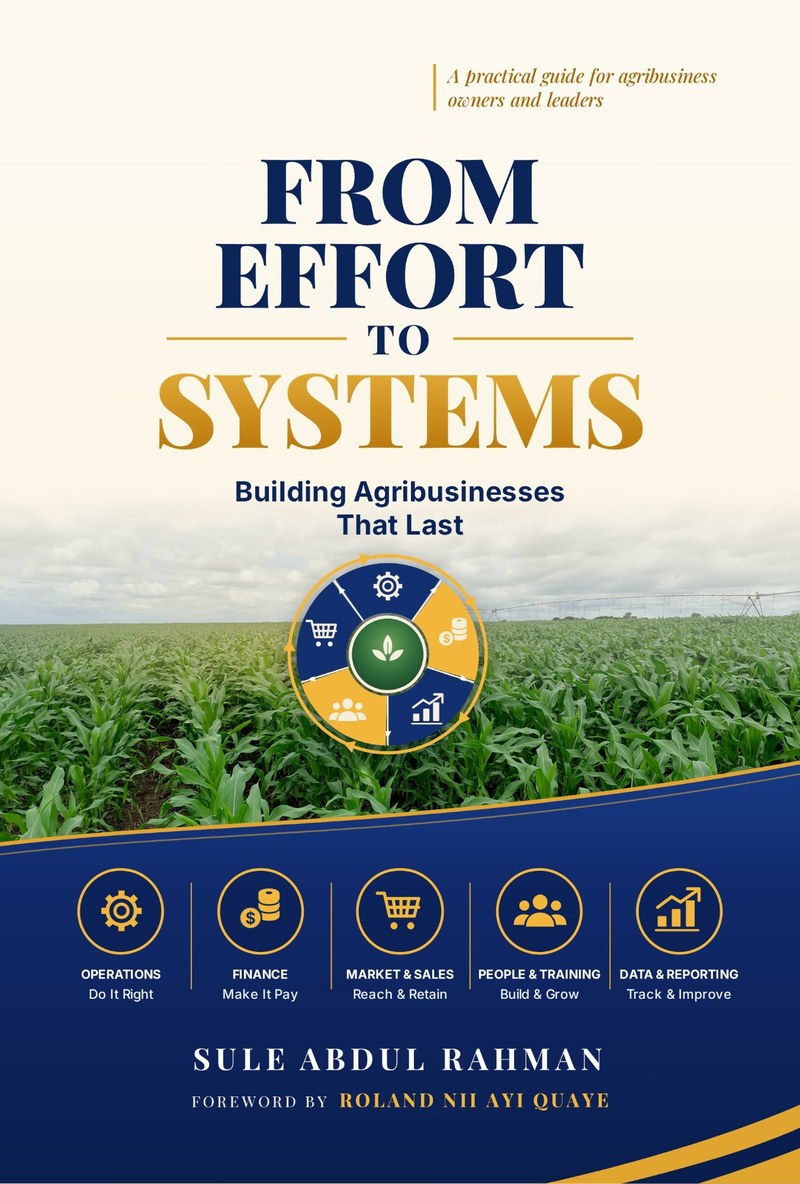 A practical guide for agribusiness
owners and leaders
FROM
EFFORT
TO
SYSTEMS
Building Agribusinesses
That Last
$
OPERATIONS
Do It Right
$
FINANCE
Make It Pay
MARKET & SALES
Reach & Retain
PEOPLE & TRAINING
Build & Grow
DATA & REPORTING
Track & Improve
SULE ABDUL RAHMAN
FOREWORD BY ROLAND NII AYI QUAYE